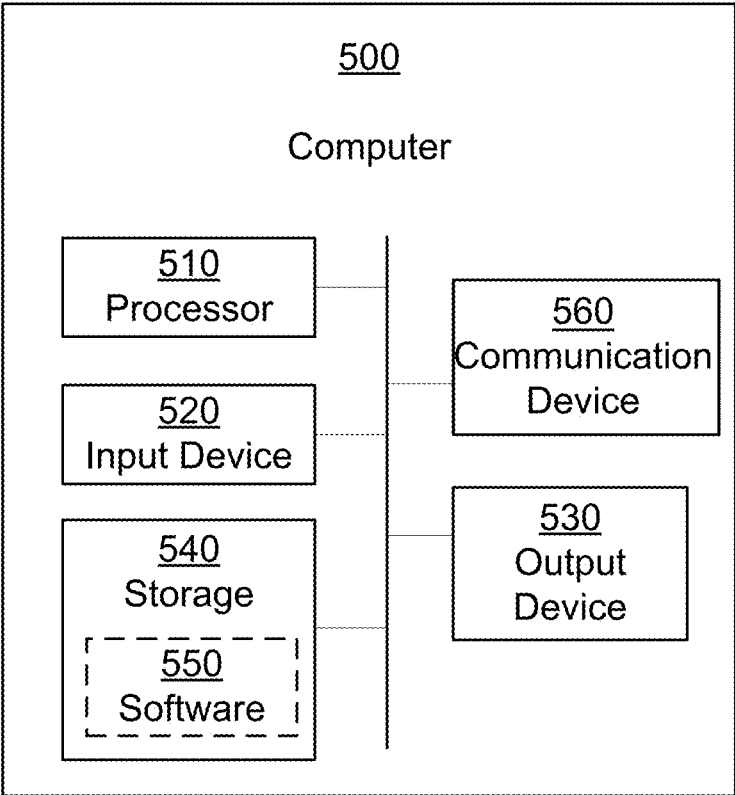 500
Computer
510
Processor
520
Input Device
540
Storage
550
Software
560
Communication
Device
530
Output
Device